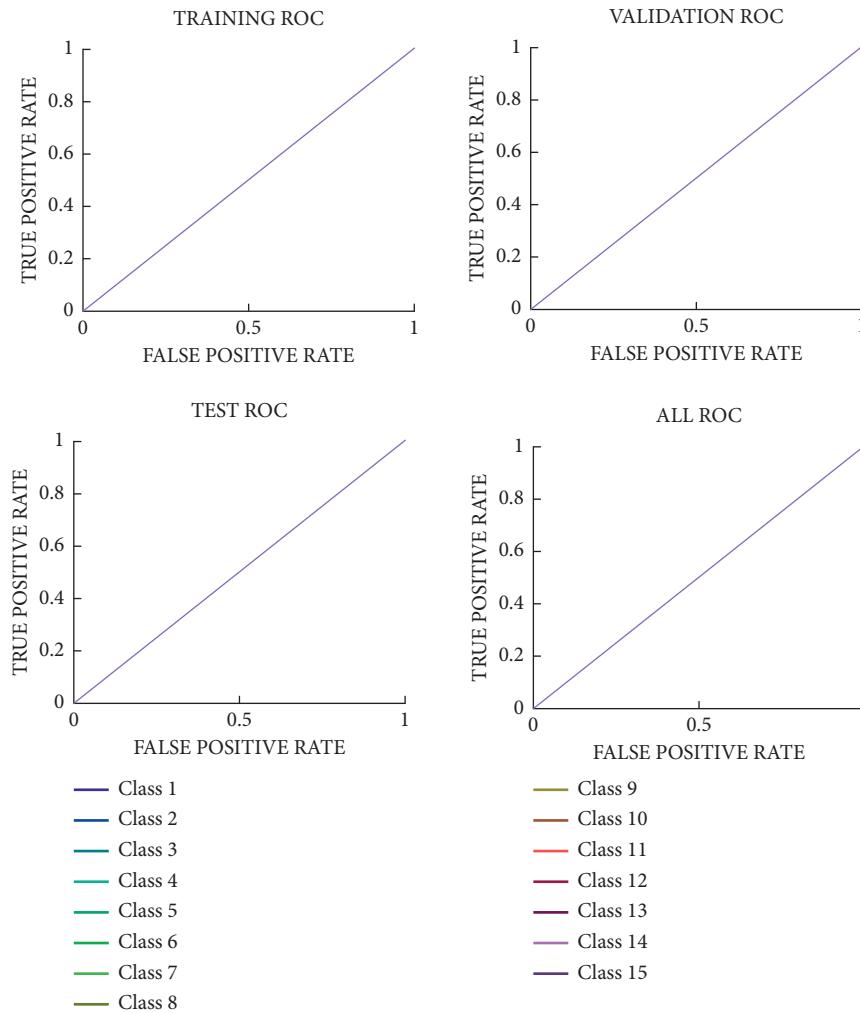 TRAINING ROC
1
0.8
0.6
0.4
0.2
0
TRUE POSITIVE RATE
0 0.5 1
FALSE POSITIVE RATE
VALIDATION ROC
1
0.8
0.6
0.4
0.2
0
TRUE POSITIVE RATE
0 0.5 1
FALSE POSITIVE RATE
TEST ROC
1
0.8
0.6
0.4
0.2
0
TRUE POSITIVE RATE
0 0.5 1
FALSE POSITIVE RATE
ALL ROC
1
0.8
0.6
0.4
0.2
0
TRUE POSITIVE RATE
0 0.5
FALSE POSITIVE RATE
Class 1
Class 2
Class 3
Class 4
Class 5
Class 6
Class 7
Class 8
Class 9
Class 10
Class 11
Class 12
Class 13
Class 14
Class 15